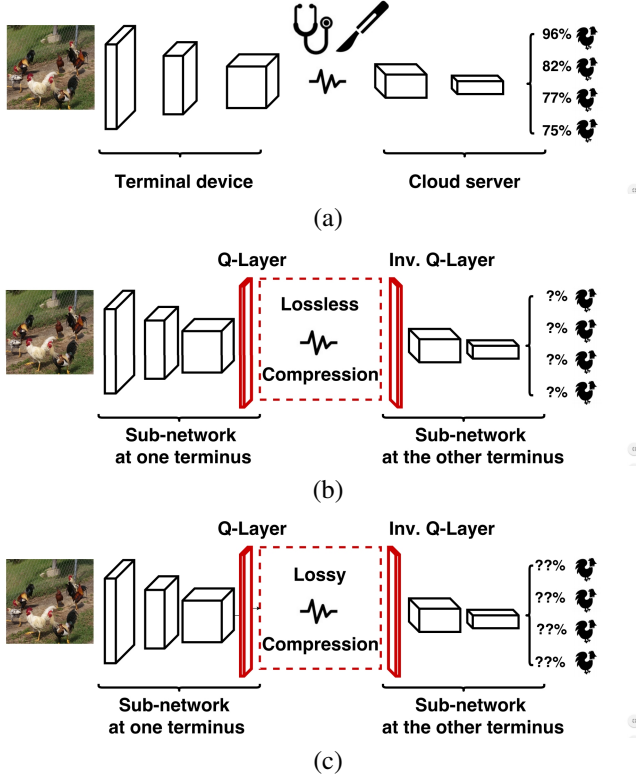 96%
82%
77%
75%
Terminal device
Cloud server
(a)
Q-Layer
Inv. Q-Layer
Lossless
Compression
?%
?%
?%
?%
Sub-network
at one terminus
Sub-network
at the other terminus
(b)
Q-Layer
Inv. Q-Layer
Lossy
Compression
??%
??%
??%
??%
Sub-network
at one terminus
Sub-network
at the other terminus
(c)